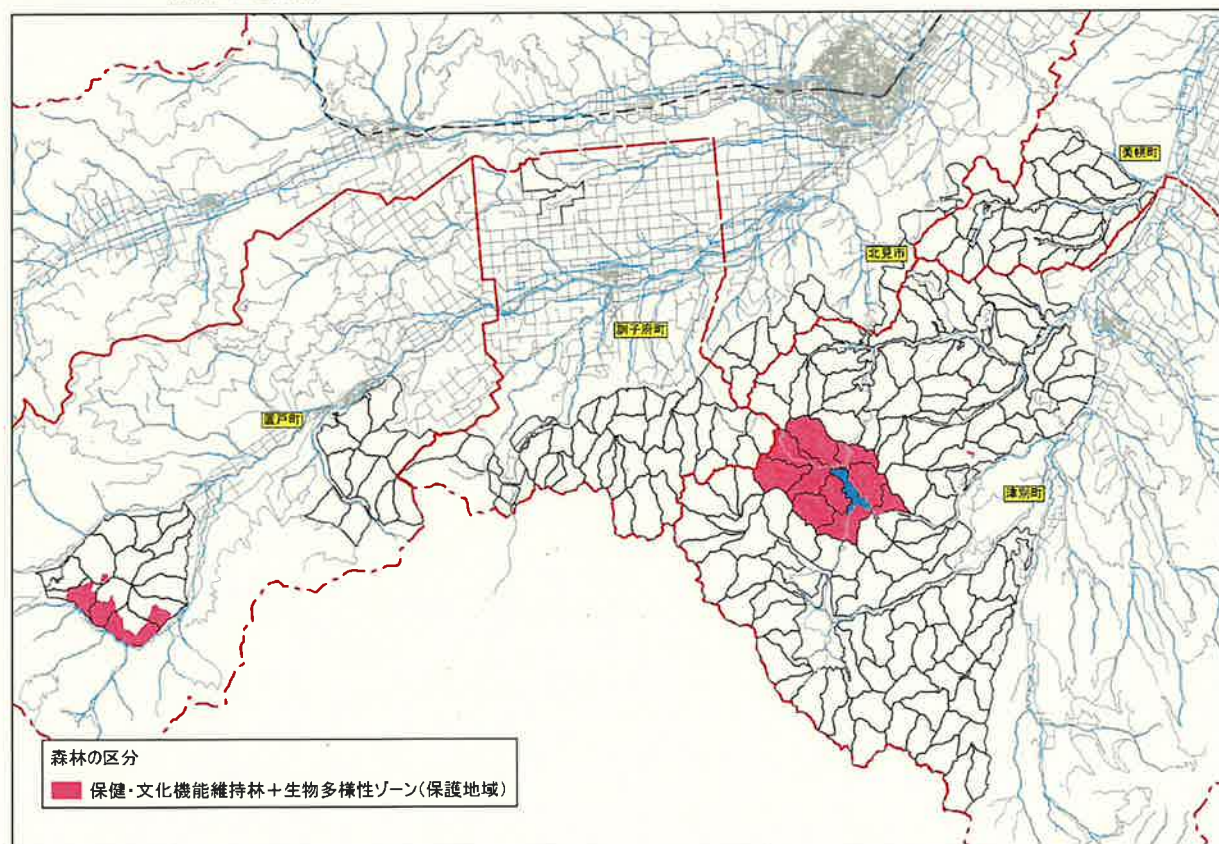 美幌町
北見市
訓子府町
置戸町
津別町
森林の区分
保健・文化機能維持林＋生物多様性ゾーン(保護地域)